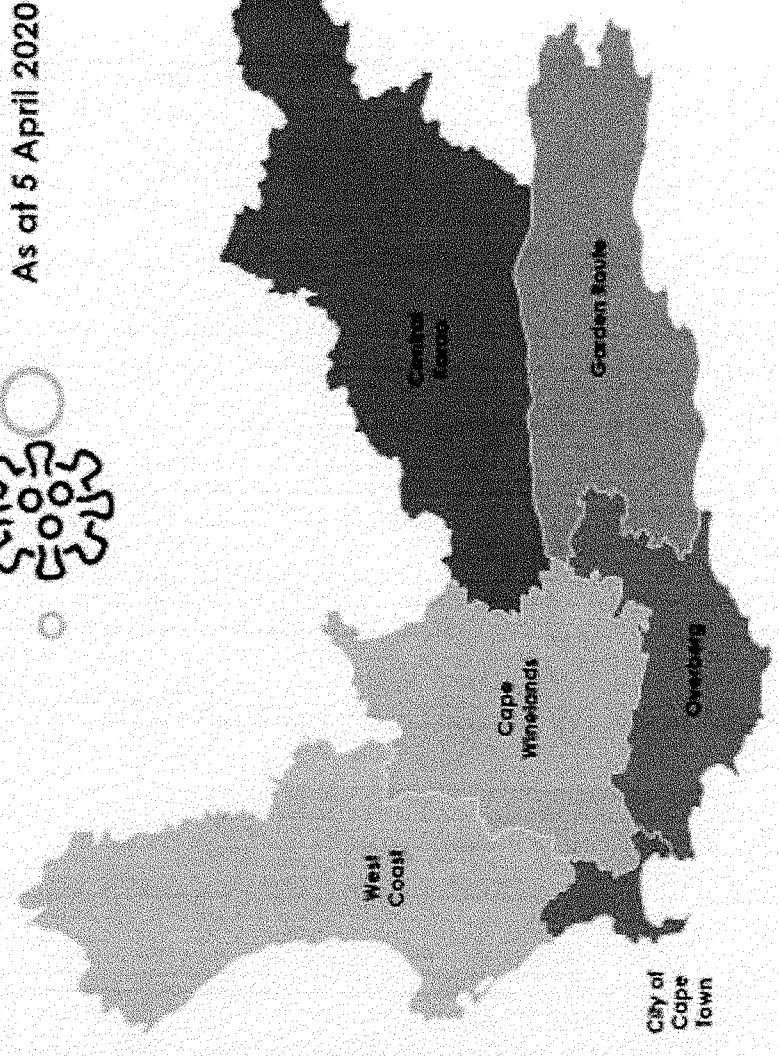 As at 5 April 2020
West
Coast
Cape
Winelands
Central
Karoo
Garden Route
Overberg
City of
Cape
Town